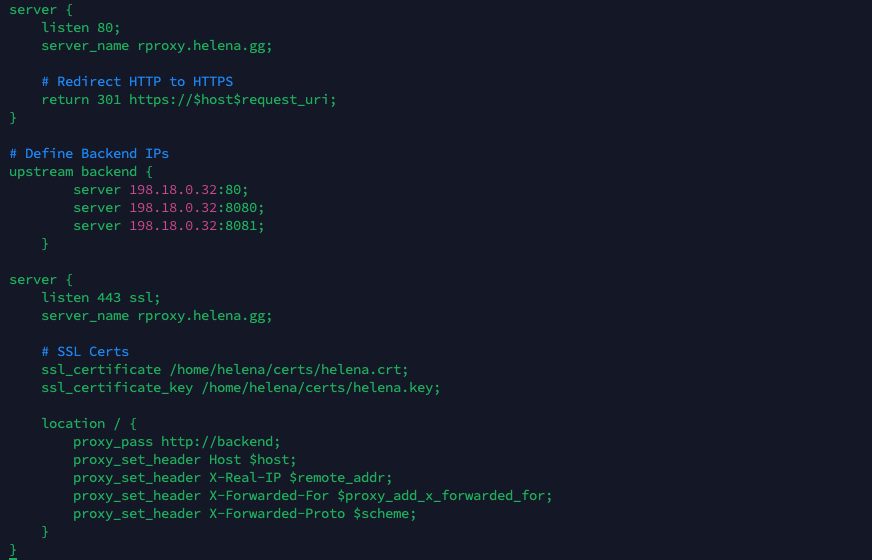 server {
    listen 80;
    server_name rproxy.helena.gg;

    # Redirect HTTP to HTTPS
    return 301 https://$host$request_uri;
}

# Define Backend IPs
upstream backend {
        server 198.18.0.32:80;
        server 198.18.0.32:8080;
        server 198.18.0.32:8081;
    }

server {
    listen 443 ssl;
    server_name rproxy.helena.gg;

    # SSL Certs
    ssl_certificate /home/helena/certs/helena.crt;
    ssl_certificate_key /home/helena/certs/helena.key;

    location / {
        proxy_pass http://backend;
        proxy_set_header Host $host;
        proxy_set_header X-Real-IP $remote_addr;
        proxy_set_header X-Forwarded-For $proxy_add_x_forwarded_for;
        proxy_set_header X-Forwarded-Proto $scheme;
    }
}